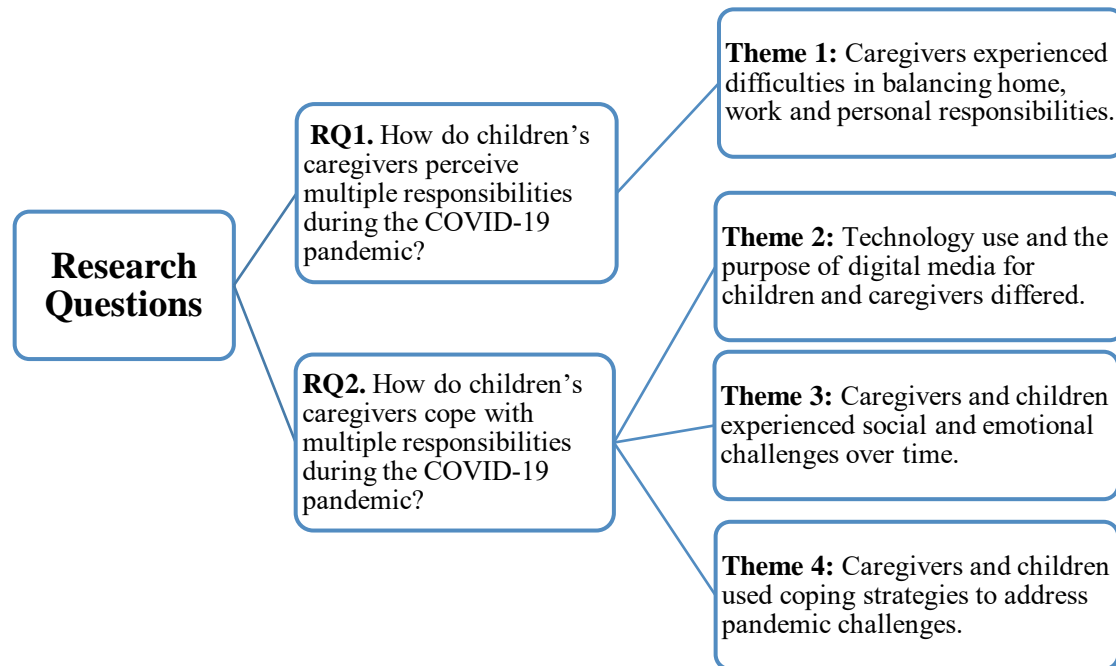 Research
Questions
RQ1. How do children’s
caregivers perceive
multiple responsibilities
during the COVID-19
pandemic?
RQ2. How do children’s
caregivers cope with
multiple responsibilities
during the COVID-19
pandemic?
Theme 1: Caregivers experienced
difficulties in balancing home,
work and personal responsibilities.
Theme 2: Technology use and the
purpose of digital media for
children and caregivers differed.
Theme 3: Caregivers and children
experienced social and emotional
challenges over time.
Theme 4: Caregivers and children
used coping strategies to address
pandemic challenges.